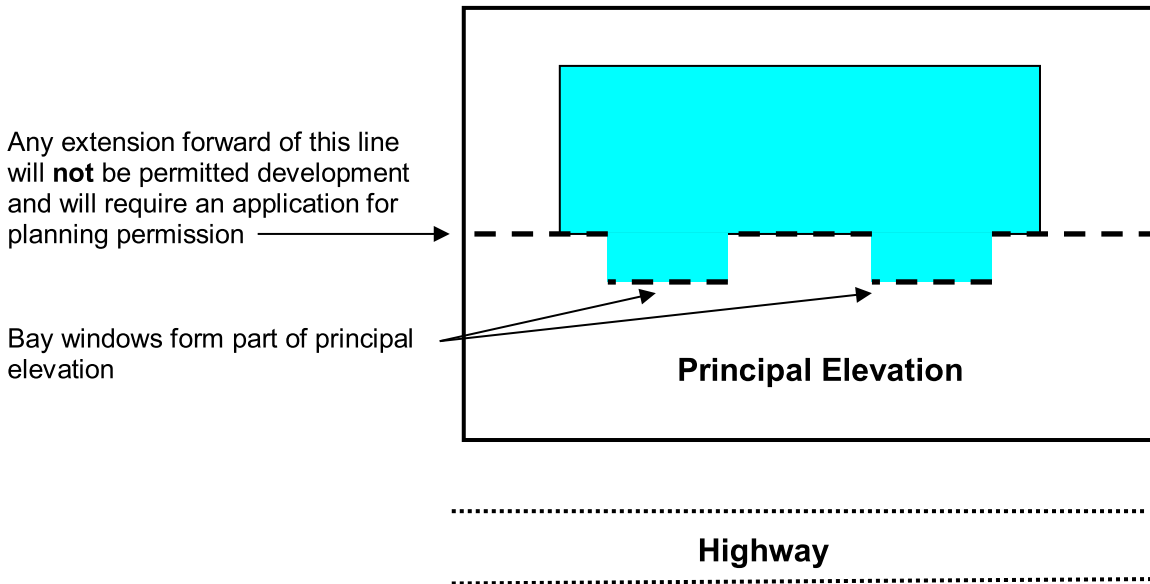 Any extension forward of this line
will not be permitted development
and will require an application for
planning permission
Bay windows form part of principal
elevation
Principal Elevation
Highway